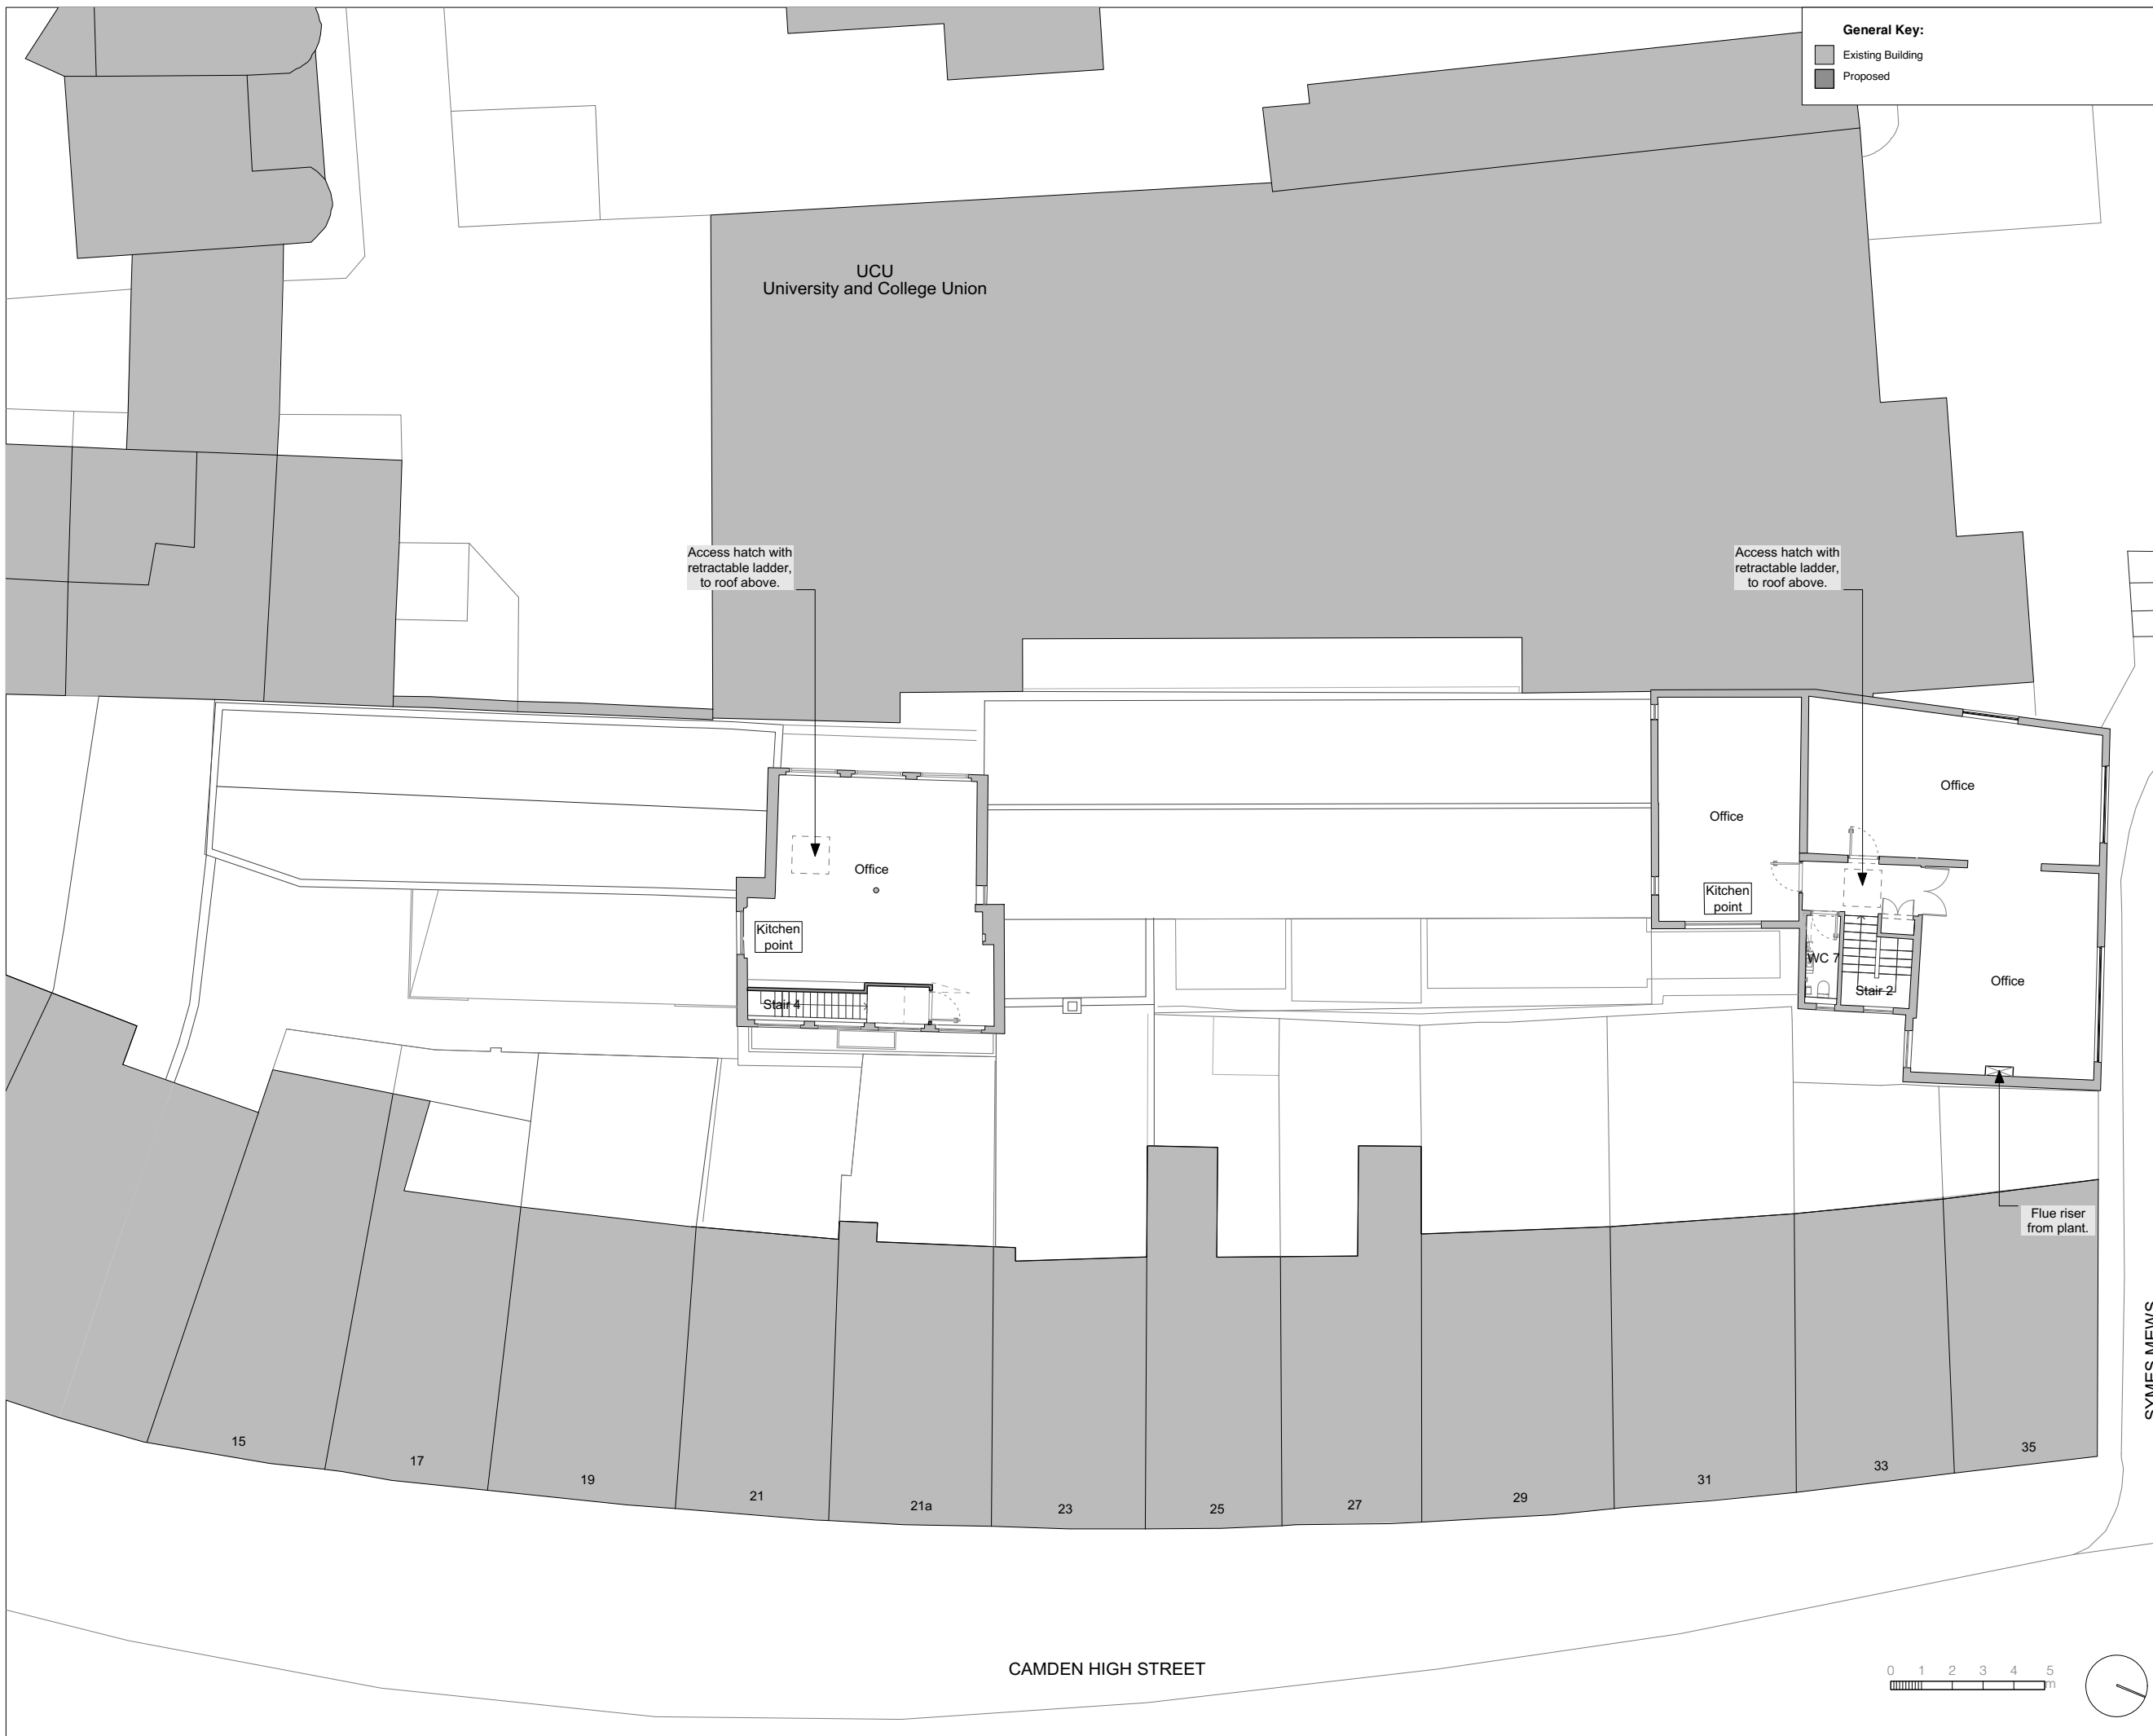 General Key:
Existing Building
Proposed
UCU
University and College Union
Access hatch with
retractable ladder,
to roof above.
Access hatch with
retractable ladder,
to roof above.
Office
Office
Office
Kitchen
point
Office
Kitchen
point
WC 7
Stair 2
Office
Stair 4
Flue riser
from plant.
SYMES MEWS
15
17
19
21
21a
23
25
27
29
31
33
35
CAMDEN HIGH STREET
0 1 2 3 4 5
m